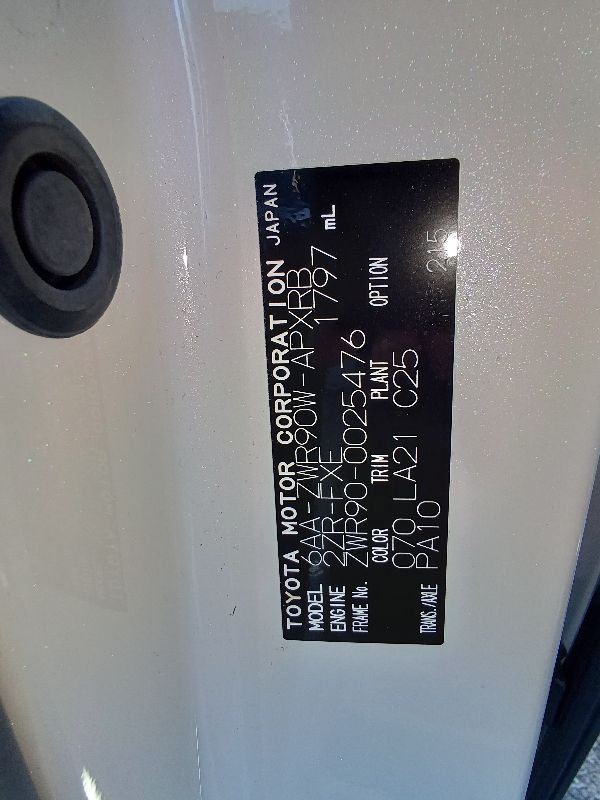 TOYOTA MOTOR CORPORATION JAPAN
MODEL 6AA-ZWR90W-APXRB
ENGINE 2ZR-FXE 1797 mL
FRAME No. ZWR90-0025476
COLOR TRIM PLANT OPTION
070 LA21 C25
TRANS./AXLE PA10 215